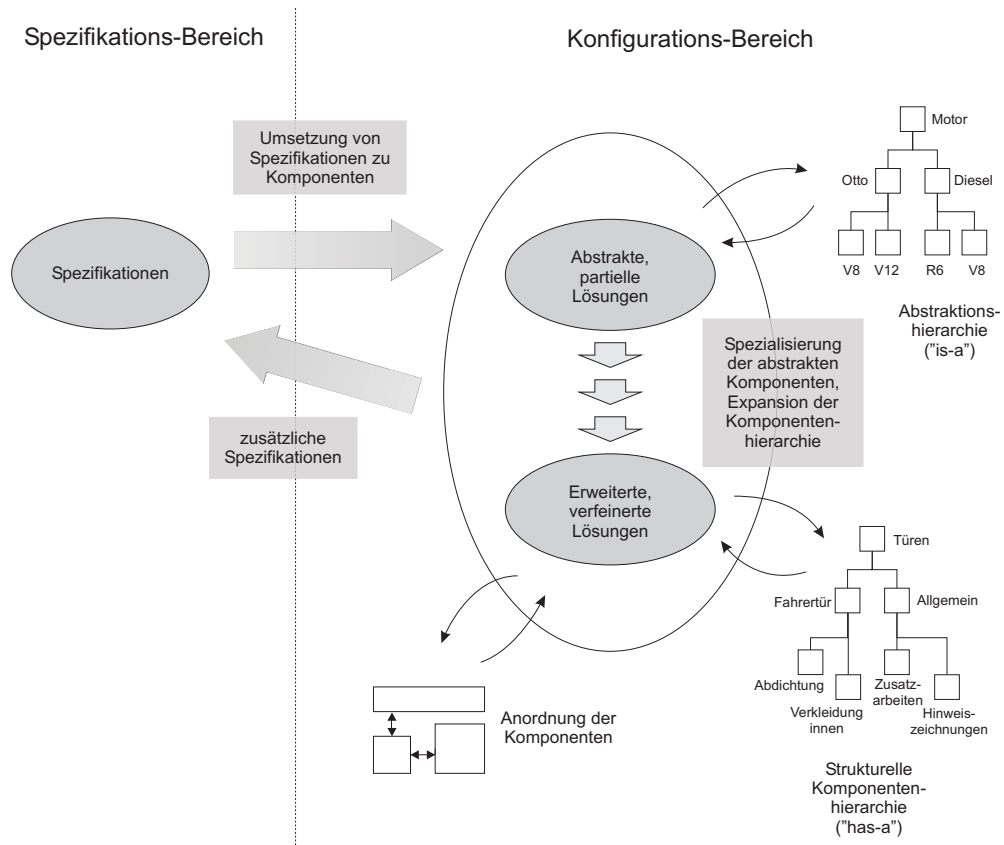 Spezifikations-Bereich
Konfigurations-Bereich
Umsetzung von
Spezifikationen zu
Komponenten
Spezifikationen
zusätzliche
Spezifikationen
Abstrakte,
partielle
Lösungen
Spezialisierung
der abstrakten
Komponenten,
Expansion der
Komponenten-
hierarchie
Erweiterte,
verfeinerte
Lösungen
Motor
Otto
Diesel
V8
V12
R6
V8
Abstraktions-
hierarchie
("is-a")
Türen
Fahrertür
Allgemein
Abdichtung
Verkleidung
innen
Zusatz-
arbeiten
Hinweis-
zeichnungen
Strukturelle
Komponenten-
hierarchie
("has-a")
Anordnung der
Komponenten